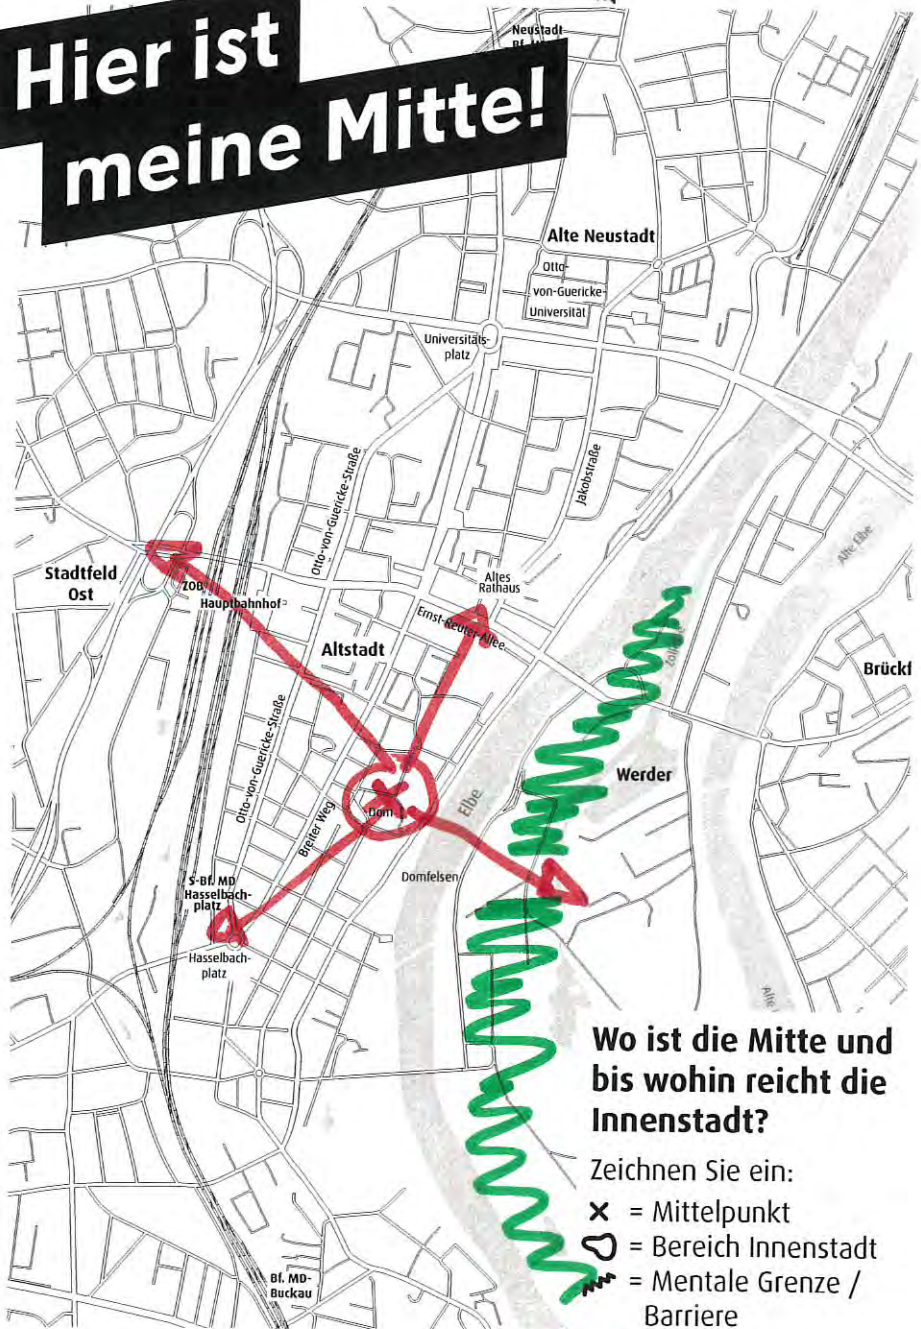 Hier ist
meine Mitte!
Neustadt
Alte Neustadt
Otto-
von-Guericke-
Universität
Universitäts-
platz
Otto-von-Guericke-Straße
Jakobstraße
Alte Elbe
Stadtfeld
Ost
ZOB
Hauptbahnhof
Altes
Rathaus
Ernst-Reuter-Allee
Altstadt
Brückf
Otto-von-Guericke-Straße
Breiter Weg
Dom
Elbe
Werder
Domfelsen
S-Bf. MD
Hasselbach-
platz
Hasselbach-
platz
Alte
Wo ist die Mitte und
bis wohin reicht die
Innenstadt?
Zeichnen Sie ein:
x = Mittelpunkt
= Bereich Innenstadt
= Mentale Grenze /
Barriere
Bf. MD-
Buckau